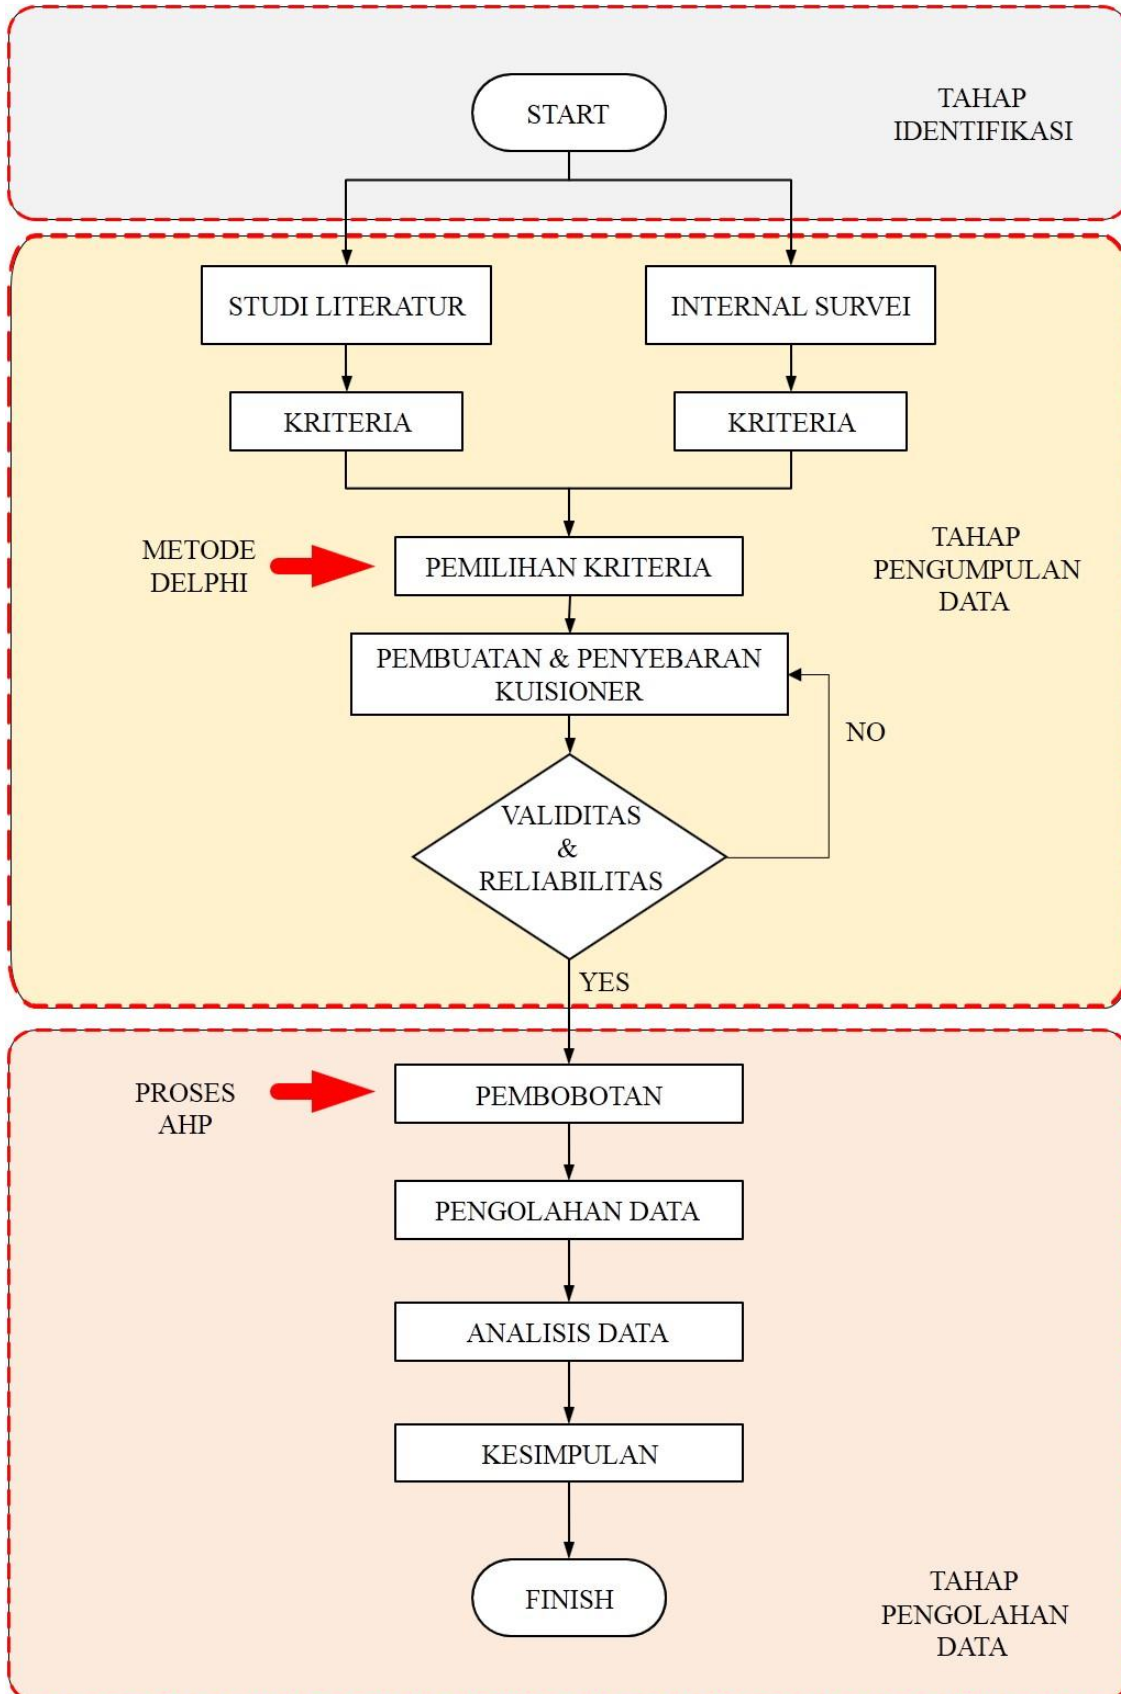 START
TAHAP
IDENTIFIKASI
STUDI LITERATUR
INTERNAL SURVEI
KRITERIA
KRITERIA
METODE
DELPHI
PEMILIHAN KRITERIA
TAHAP
PENGUMPULAN
DATA
PEMBUATAN & PENYEBARAN
KUISIONER
NO
VALIDITAS
&
RELIABILITAS
YES
PROSES
AHP
PEMBOBOTAN
PENGOLAHAN DATA
ANALISIS DATA
KESIMPULAN
FINISH
TAHAP
PENGOLAHAN
DATA